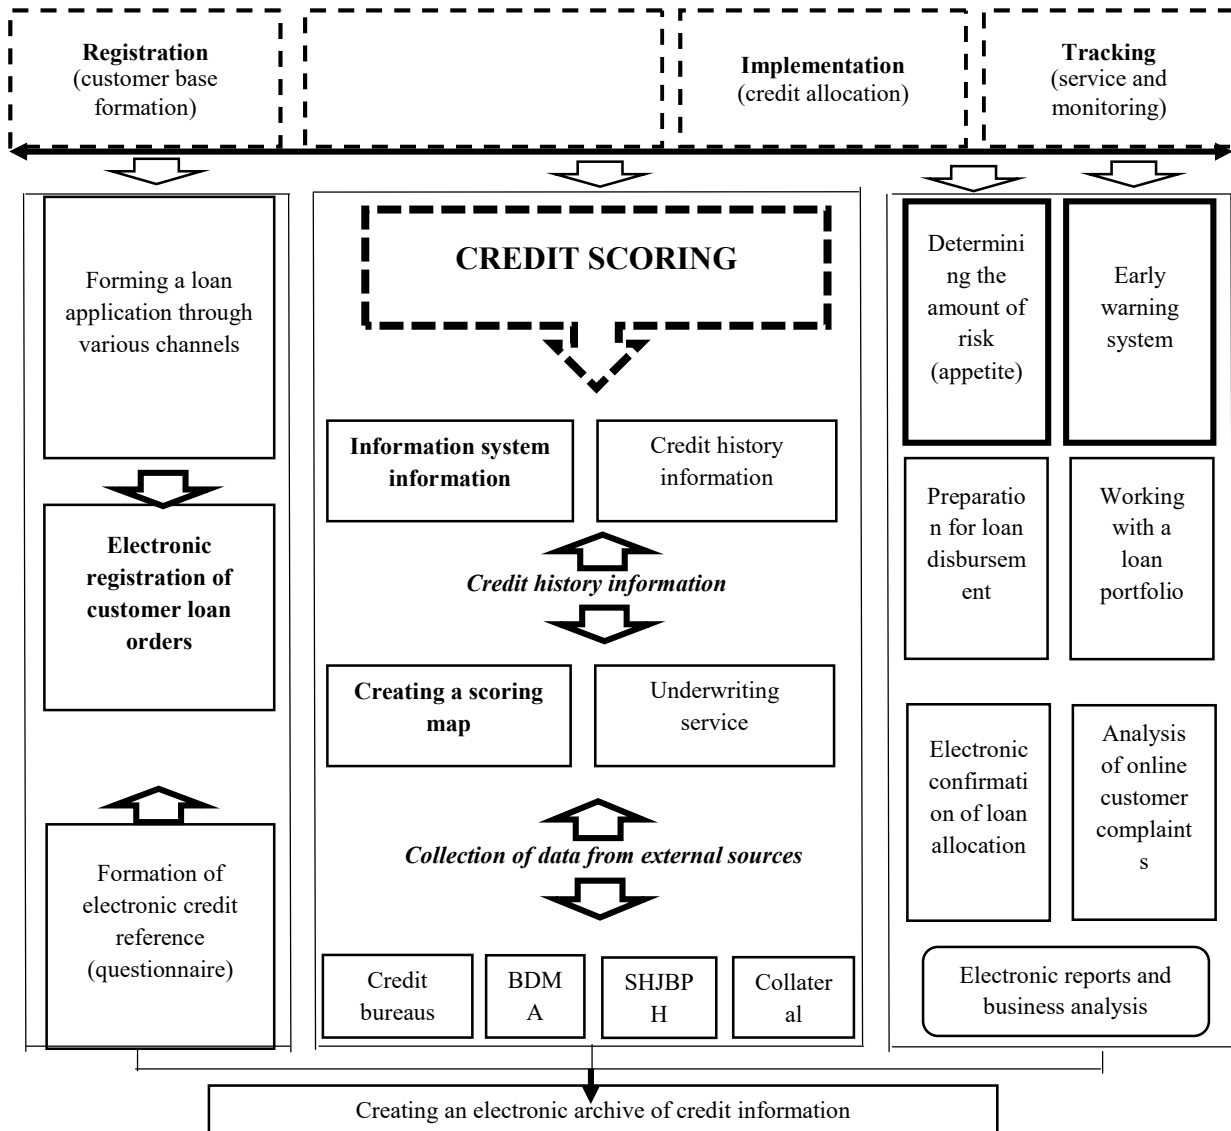 Registration
(customer base
formation)
Implementation
(credit allocation)
Tracking
(service and
monitoring)
Forming a loan
application through
various channels
Electronic
registration of
customer loan
orders
Formation of
electronic credit
reference
(questionnaire)
CREDIT SCORING
Information system
information
Credit history
information
Credit history information
Creating a scoring
map
Underwriting
service
Collection of data from external sources
Credit
bureaus
BDM
A
SHJBP
H
Collater
al
Determini
ng the
amount of
risk
(appetite)
Early
warning
system
Preparatio
n for loan
disbursem
ent
Working
with a
loan
portfolio
Electronic
confirmati
on of loan
allocation
Analysis
of online
customer
complaint
s
Electronic reports and
business analysis
Creating an electronic archive of credit information